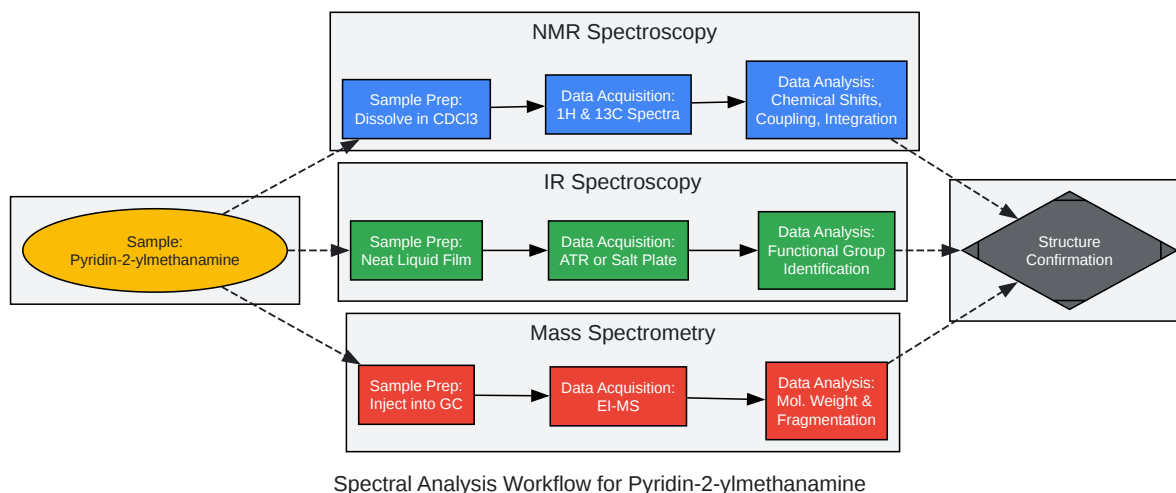 NMR Spectroscopy
Sample Prep:
Dissolve in CDCl3
Data Acquisition:
1H & 13C Spectra
Data Analysis:
Chemical Shifts,
Coupling, Integration
IR Spectroscopy
Sample:
Pyridin-2-ylmethanamine
Sample Prep:
Neat Liquid Film
Data Acquisition:
ATR or Salt Plate
Data Analysis:
Functional Group
Identification
Structure
Confirmation
Mass Spectrometry
Sample Prep:
Inject into GC
Data Acquisition:
EI-MS
Data Analysis:
Mol. Weight &
Fragmentation
Spectral Analysis Workflow for Pyridin-2-ylmethanamine